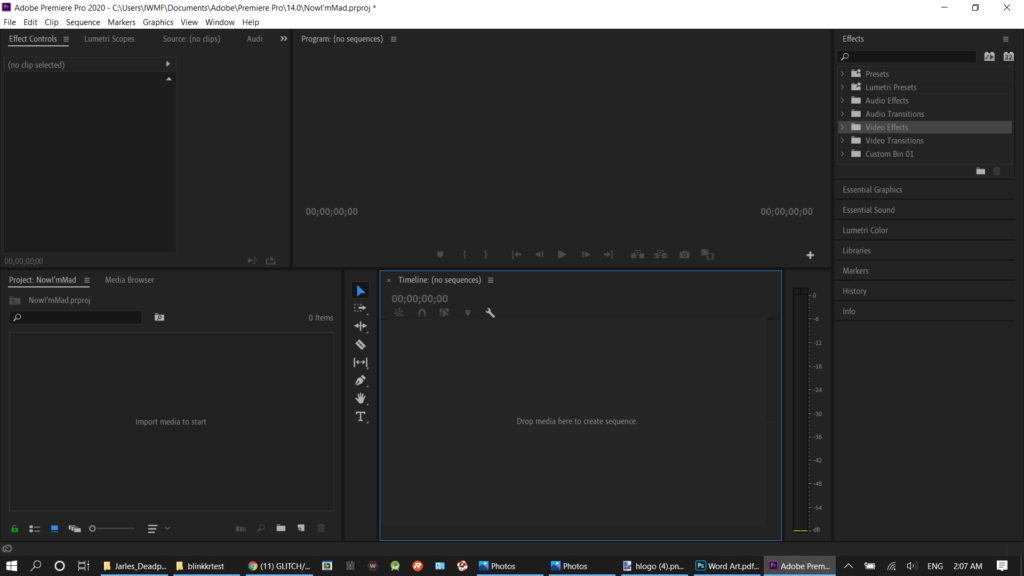 Adobe Premiere Pro 2020 - C:\Users\IWMF\Documents\Adobe\Premiere Pro\14.0\NowI'mMad.prproj *
File Edit Clip Sequence Markers Graphics View Window Help
Effect Controls Lumetri Scopes Source: (no clips) Audi
(no clip selected)
00;00;00;00
Program: (no sequences)
00;00;00;00 00;00;00;00
Effects
Presets
Lumetri Presets
Audio Effects
Audio Transitions
Video Effects
Video Transitions
Custom Bin 01
Essential Graphics
Essential Sound
Lumetri Color
Libraries
Markers
History
Info
Project: NowI'mMad Media Browser
NowI'mMad.prproj
0 Items
Import media to start
Timeline: (no sequences)
00;00;00;00
Drop media here to create sequence.
0
-6
-12
-18
-24
-30
-36
-42
-48
-54
dB
Jarles_Deadp... blinkkrtest (11) GLITCH/... Photos Photos hlogo (4).pn... Word Art.pdf... Adobe Prem... ENG 2:07 AM